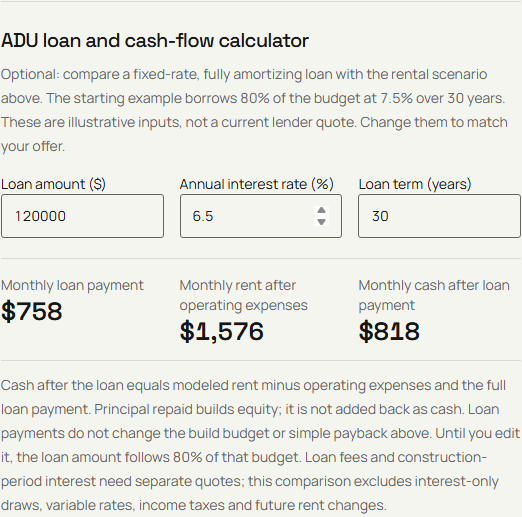 ADU loan and cash-flow calculator
Optional: compare a fixed-rate, fully amortizing loan with the rental scenario
above. The starting example borrows 80% of the budget at 7.5% over 30 years.
These are illustrative inputs, not a current lender quote. Change them to match
your offer.
Loan amount ($)
120000
Annual interest rate (%)
6.5
Loan term (years)
30
Monthly loan payment
$758
Monthly rent after
operating expenses
$1,576
Monthly cash after loan
payment
$818
Cash after the loan equals modeled rent minus operating expenses and the full
loan payment. Principal repaid builds equity; it is not added back as cash. Loan
payments do not change the build budget or simple payback above. Until you edit
it, the loan amount follows 80% of that budget. Loan fees and construction-
period interest need separate quotes; this comparison excludes interest-only
draws, variable rates, income taxes and future rent changes.